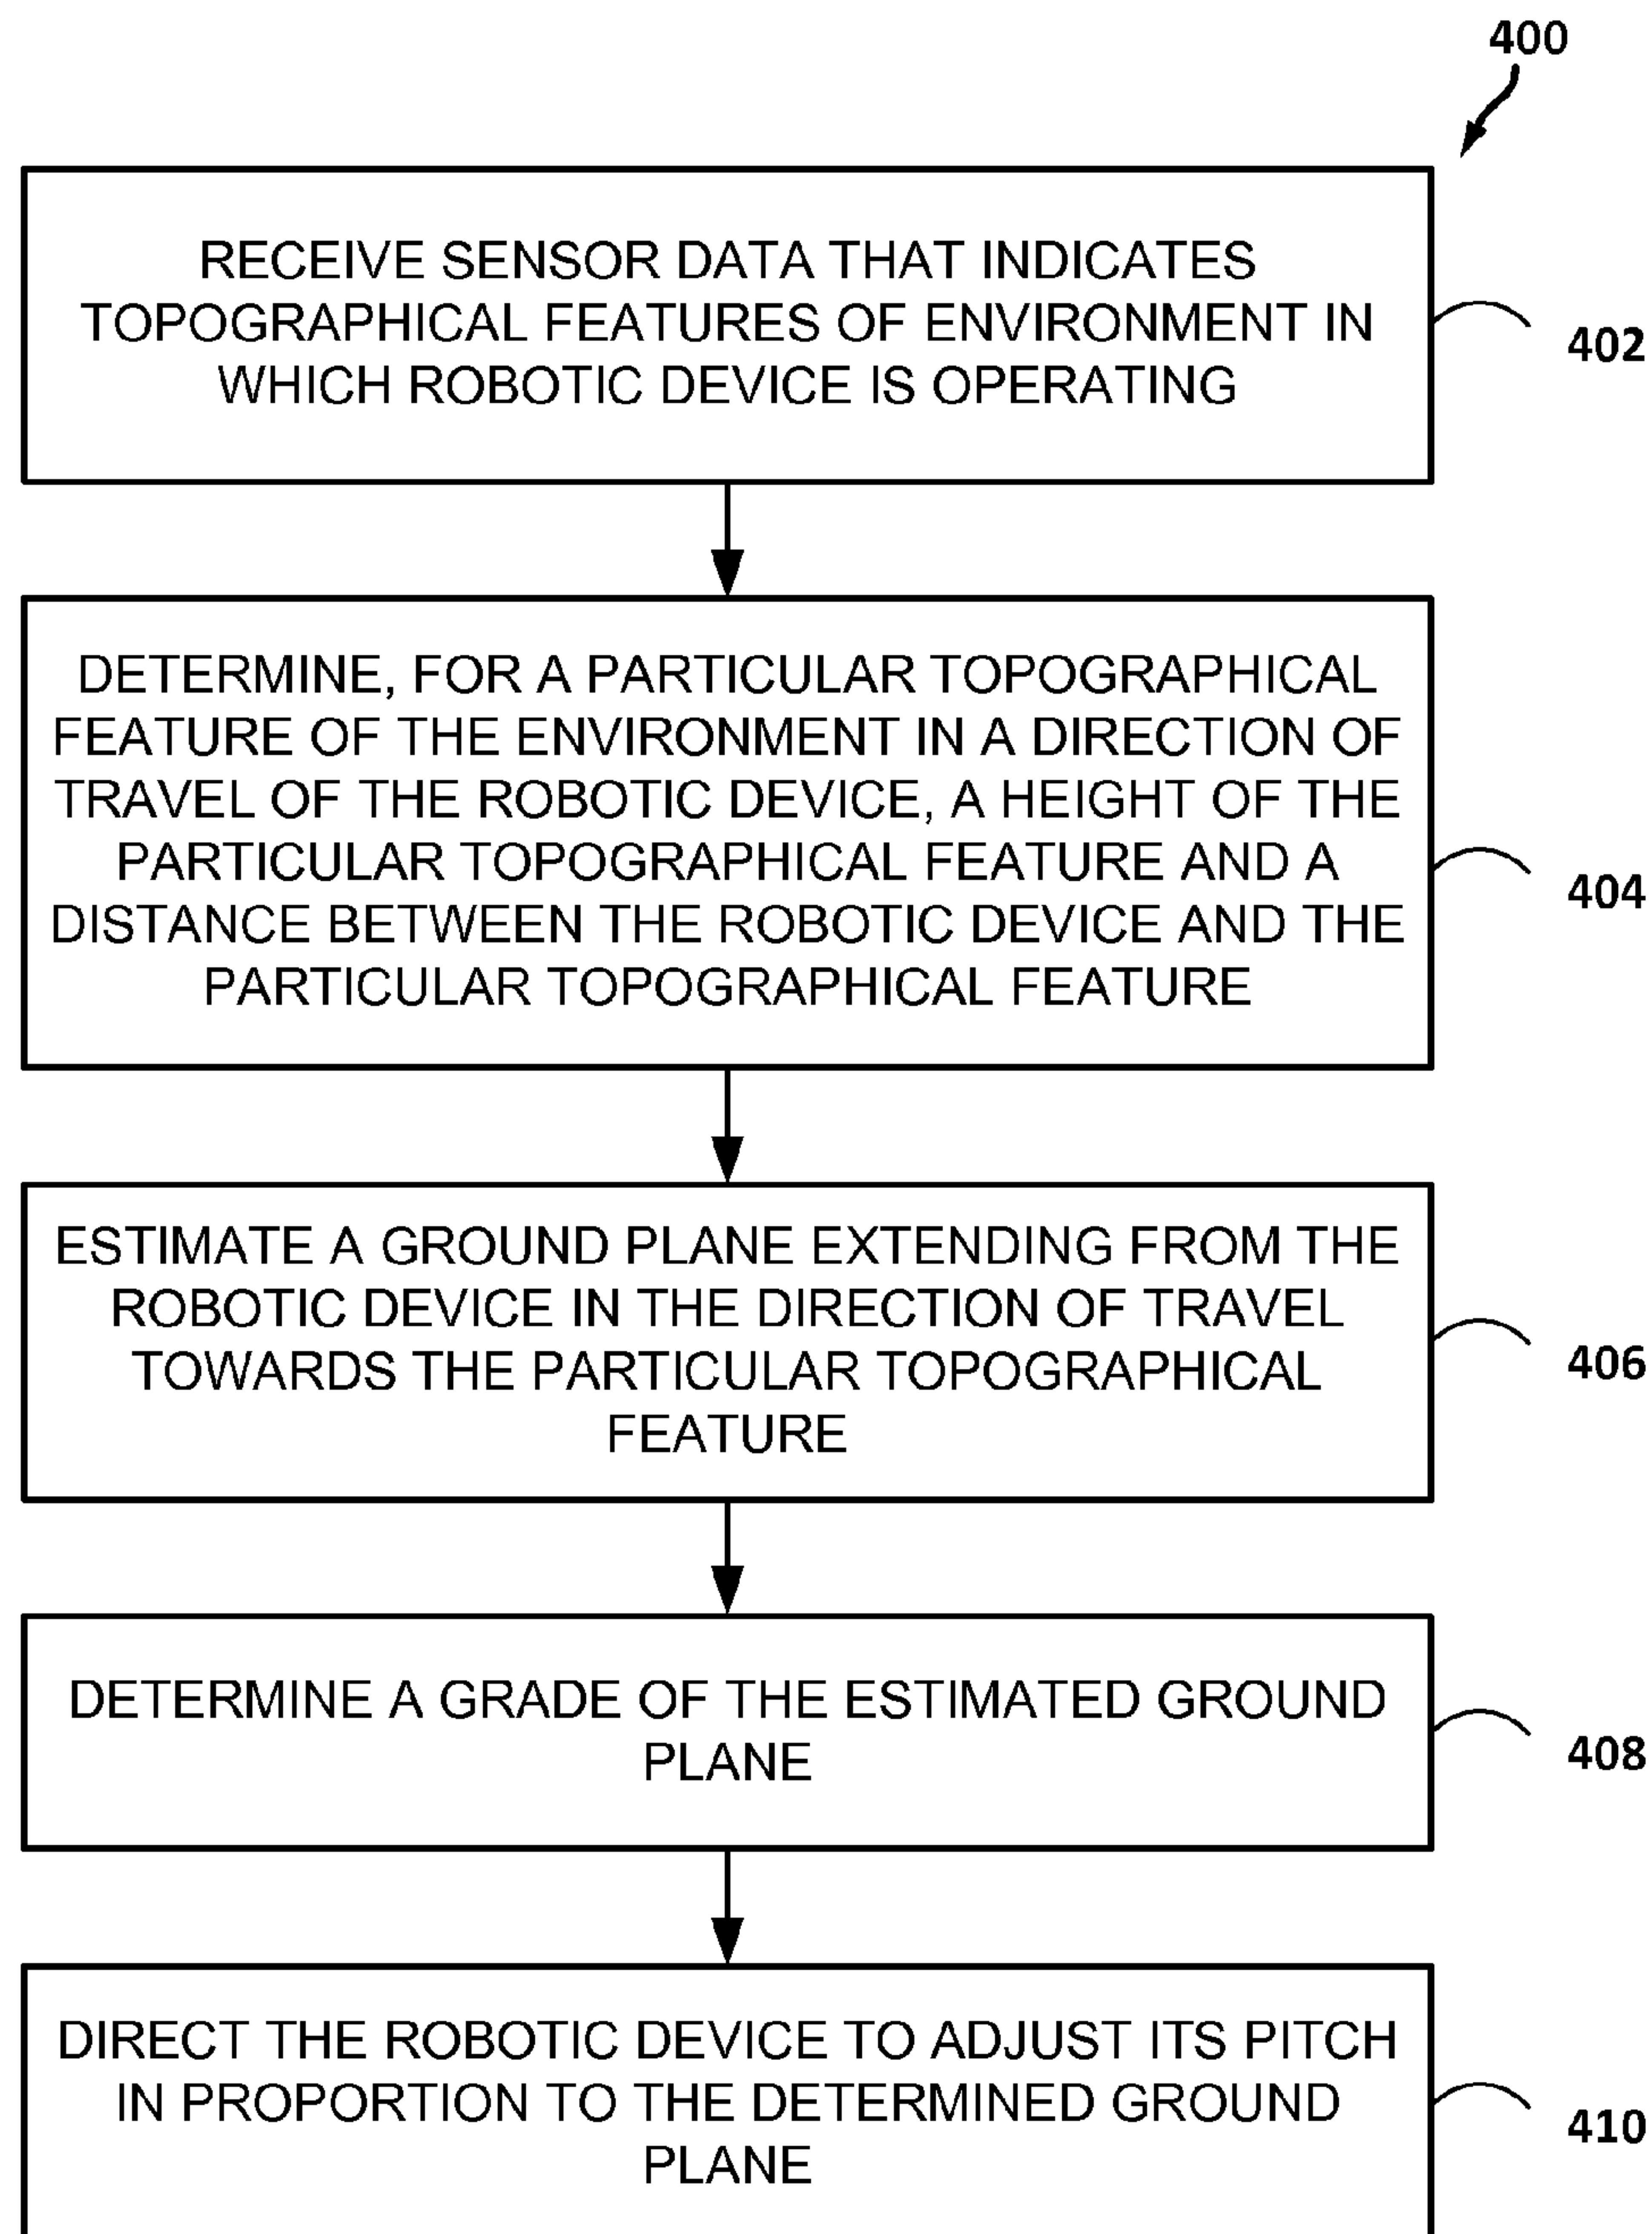 400
RECEIVE SENSOR DATA THAT INDICATES
TOPOGRAPHICAL FEATURES OF ENVIRONMENT IN
WHICH ROBOTIC DEVICE IS OPERATING
402
DETERMINE, FOR A PARTICULAR TOPOGRAPHICAL
FEATURE OF THE ENVIRONMENT IN A DIRECTION OF
TRAVEL OF THE ROBOTIC DEVICE, A HEIGHT OF THE
PARTICULAR TOPOGRAPHICAL FEATURE AND A
DISTANCE BETWEEN THE ROBOTIC DEVICE AND THE
PARTICULAR TOPOGRAPHICAL FEATURE
404
ESTIMATE A GROUND PLANE EXTENDING FROM THE
ROBOTIC DEVICE IN THE DIRECTION OF TRAVEL
TOWARDS THE PARTICULAR TOPOGRAPHICAL
FEATURE
406
DETERMINE A GRADE OF THE ESTIMATED GROUND
PLANE
408
DIRECT THE ROBOTIC DEVICE TO ADJUST ITS PITCH
IN PROPORTION TO THE DETERMINED GROUND
PLANE
410